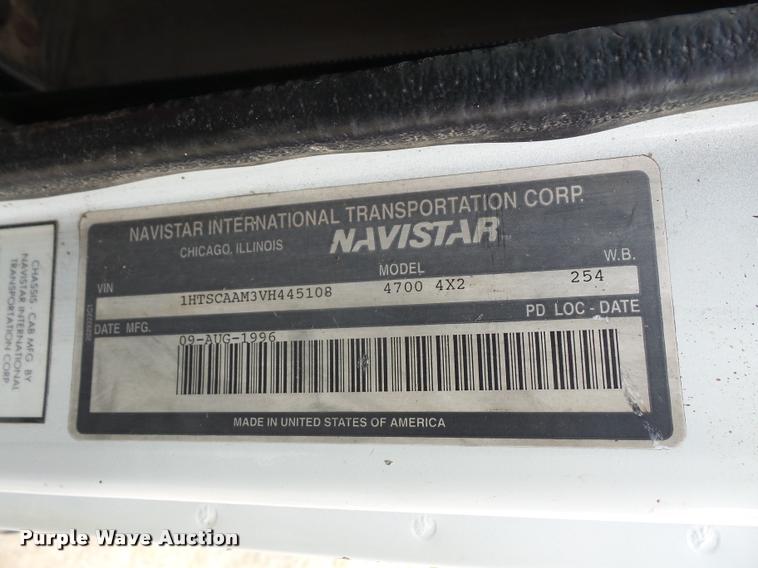 NAVISTAR INTERNATIONAL TRANSPORTATION CORP.
CHICAGO, ILLINOIS NAVISTAR
VIN MODEL W.B.
1HTSCAAM3VH445108 4700 4X2 254
DATE MFG. PD LOC - DATE
09-AUG-1996
MADE IN UNITED STATES OF AMERICA
CHASSIS - CAB MFG BY
NAVISTAR INTERNATIONAL
TRANSPORTATION CORP.
Purple Wave Auction